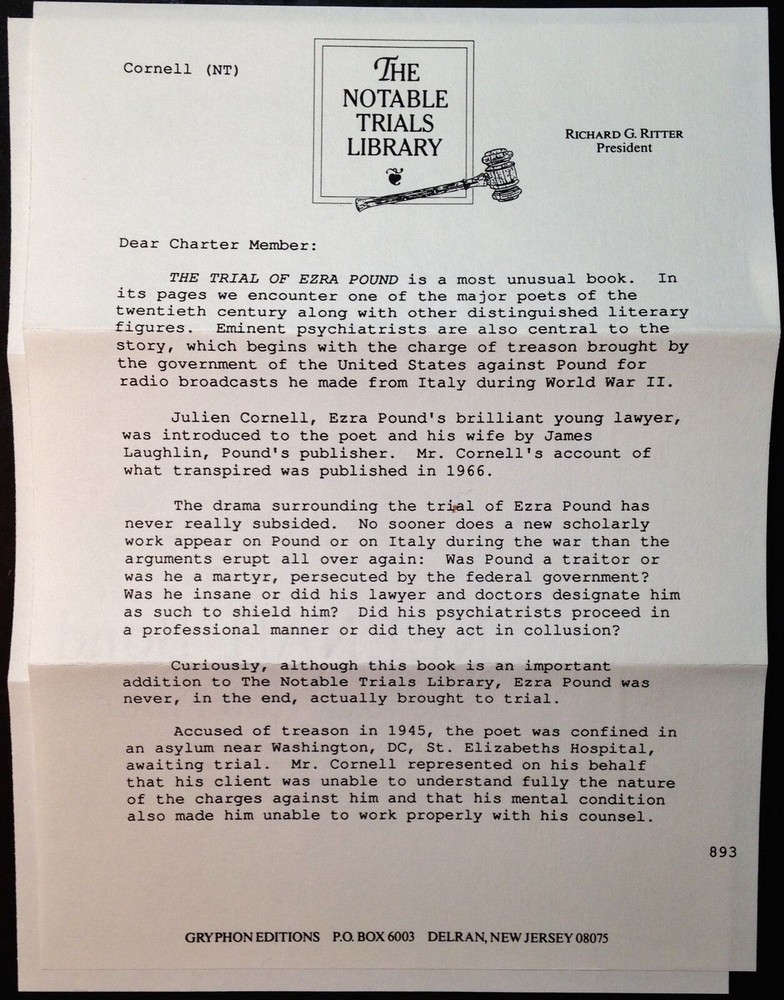 Cornell (NT)
THE
NOTABLE
TRIALS
LIBRARY
RICHARD G. RITTER
President
Dear Charter Member:
THE TRIAL OF EZRA POUND is a most unusual book. In
its pages we encounter one of the major poets of the
twentieth century along with other distinguished literary
figures. Eminent psychiatrists are also central to the
story, which begins with the charge of treason brought by
the government of the United States against Pound for
radio broadcasts he made from Italy during World War II.
Julien Cornell, Ezra Pound's brilliant young lawyer,
was introduced to the poet and his wife by James
Laughlin, Pound's publisher. Mr. Cornell's account of
what transpired was published in 1966.
The drama surrounding the trial of Ezra Pound has
never really subsided. No sooner does a new scholarly
work appear on Pound or on Italy during the war than the
arguments erupt all over again: Was Pound a traitor or
was he a martyr, persecuted by the federal government?
Was he insane or did his lawyer and doctors designate him
as such to shield him? Did his psychiatrists proceed in
a professional manner or did they act in collusion?
Curiously, although this book is an important
addition to The Notable Trials Library, Ezra Pound was
never, in the end, actually brought to trial.
Accused of treason in 1945, the poet was confined in
an asylum near Washington, DC, St. Elizabeths Hospital,
awaiting trial. Mr. Cornell represented on his behalf
that his client was unable to understand fully the nature
of the charges against him and that his mental condition
also made him unable to work properly with his counsel.
893
GRYPHON EDITIONS P.O. BOX 6003 DELRAN, NEW JERSEY 08075